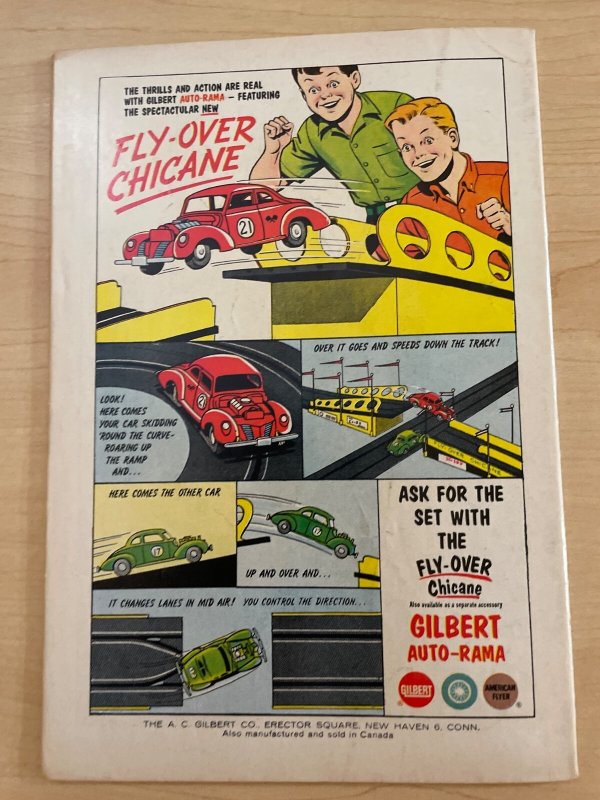 THE THRILLS AND ACTION ARE REAL
WITH GILBERT AUTO-RAMA – FEATURING
THE SPECTACULAR NEW
FLY-OVER
CHICANE
21
LOOK!
HERE COMES
YOUR CAR SKIDDING
'ROUND THE CURVE-
ROARING UP
THE RAMP
AND...
OVER IT GOES AND SPEEDS DOWN THE TRACK!
FLY-OVER CHICANE
HERE COMES THE OTHER CAR
17
UP AND OVER AND...
IT CHANGES LANES IN MID AIR! YOU CONTROL THE DIRECTION...
ASK FOR THE
SET WITH
THE
FLY-OVER
Chicane
Also available as a separate accessory
GILBERT
AUTO-RAMA
GILBERT
AMERICAN
FLYER
THE A. C. GILBERT CO., ERECTOR SQUARE, NEW HAVEN 6, CONN.
Also manufactured and sold in Canada